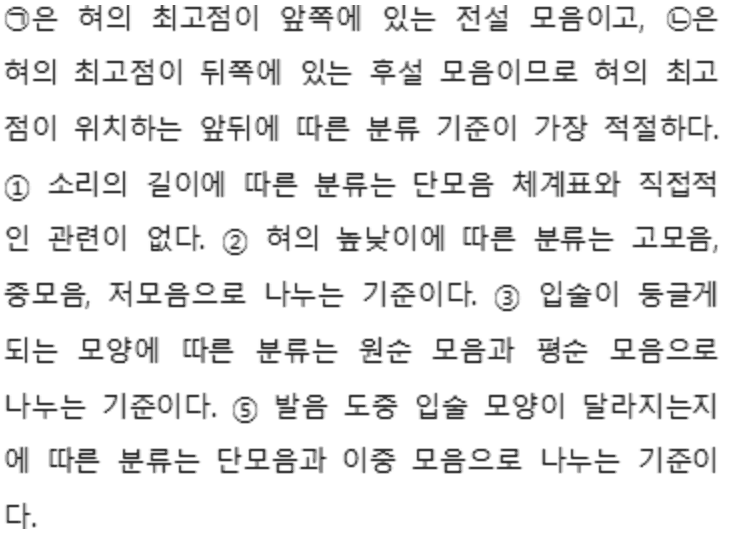 ㉠은 혀의 최고점이 앞쪽에 있는 전설 모음이고, ㉡은
혀의 최고점이 뒤쪽에 있는 후설 모음이므로 혀의 최고
점이 위치하는 앞뒤에 따른 분류 기준이 가장 적절하다.
① 소리의 길이에 따른 분류는 단모음 체계표와 직접적
인 관련이 없다. ② 혀의 높낮이에 따른 분류는 고모음,
중모음, 저모음으로 나누는 기준이다. ③ 입술이 둥글게
되는 모양에 따른 분류는 원순 모음과 평순 모음으로
나누는 기준이다. ⑤ 발음 도중 입술 모양이 달라지는지
에 따른 분류는 단모음과 이중 모음으로 나누는 기준이
다.